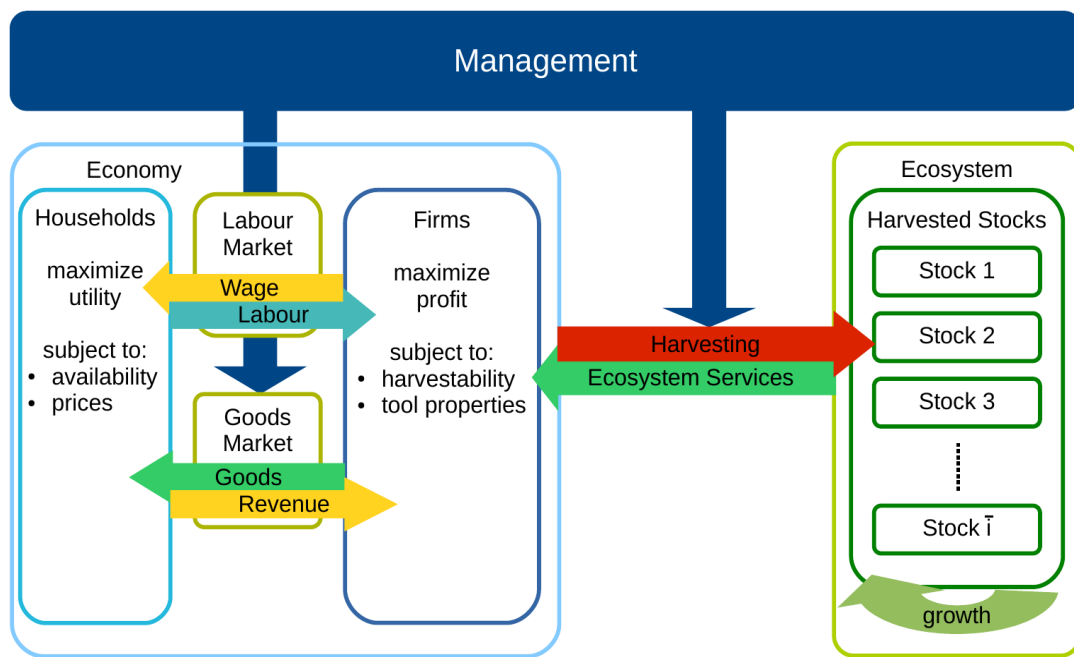 Management
Economy
Households
maximize
utility
subject to:
• availability
• prices
Labour
Market
Wage
Labour
Goods
Market
Goods
Revenue
Firms
maximize
profit
subject to:
• harvestability
• tool properties
Harvesting
Ecosystem Services
Ecosystem
Harvested Stocks
Stock 1
Stock 2
Stock 3
Stock ī
growth